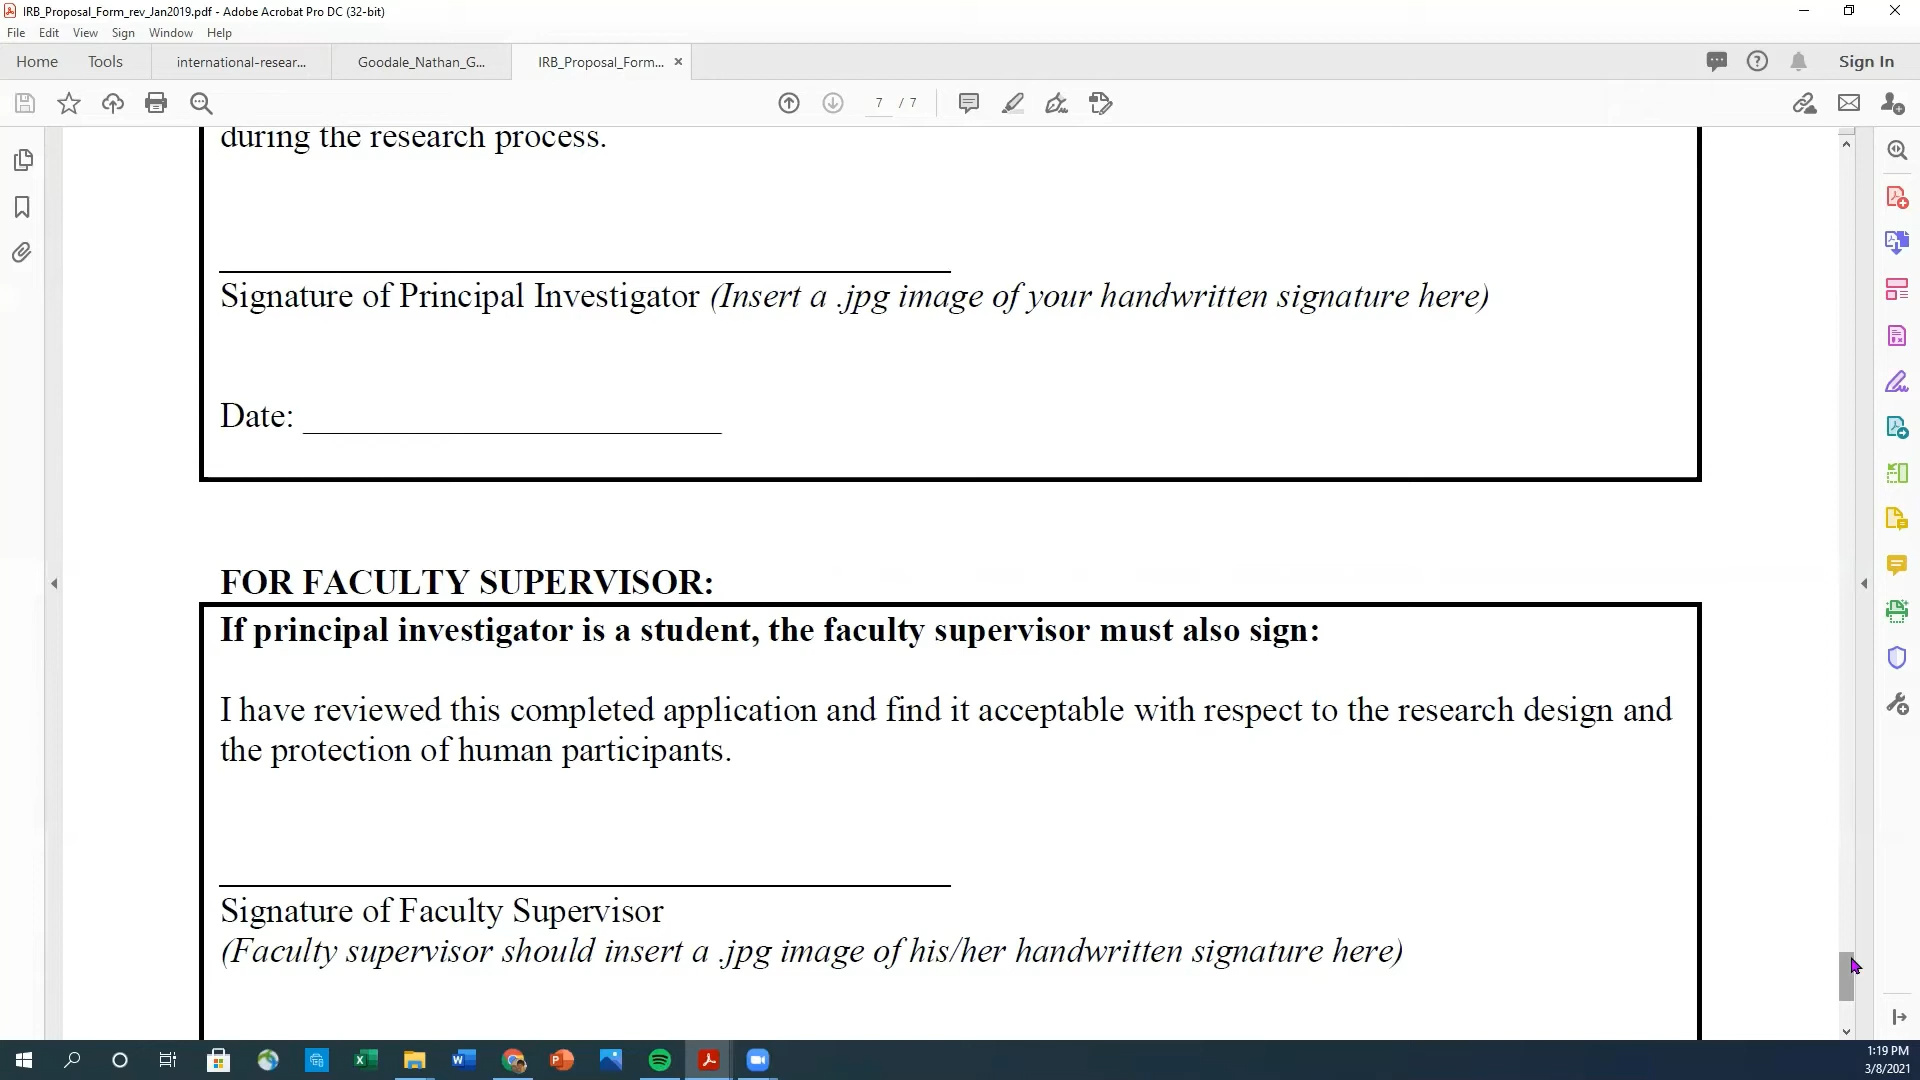 IRB_Proposal_Form_rev_Jan2019.pdf - Adobe Acrobat Pro DC (32-bit)
File Edit View Sign Window Help
Home Tools international-resear... Goodale_Nathan_G... IRB_Proposal_Form... × Sign In
7 / 7
during the research process.
Signature of Principal Investigator (Insert a .jpg image of your handwritten signature here)
Date: ________________________
FOR FACULTY SUPERVISOR:
If principal investigator is a student, the faculty supervisor must also sign:
I have reviewed this completed application and find it acceptable with respect to the research design and
the protection of human participants.
Signature of Faculty Supervisor
(Faculty supervisor should insert a .jpg image of his/her handwritten signature here)
1:19 PM
3/8/2021